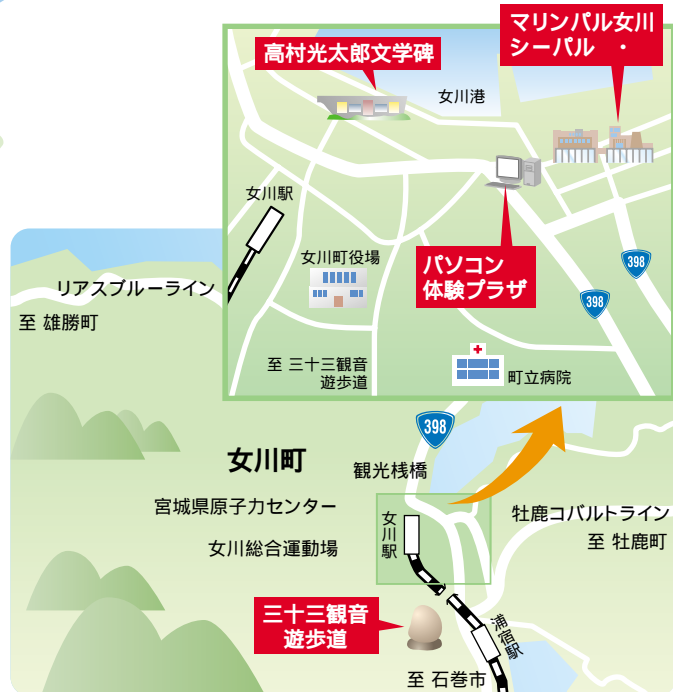 マリンパル女川
シーパル ・
高村光太郎文学碑
女川港
女川駅
女川町役場
パソコン
体験プラザ
398
398
リアスブルーライン
至 雄勝町
至 三十三観音
遊歩道
町立病院
398
女川町
観光桟橋
宮城県原子力センター
女川駅
牡鹿コバルトライン
女川総合運動場
至 牡鹿町
三十三観音
遊歩道
浦宿駅
至 石巻市